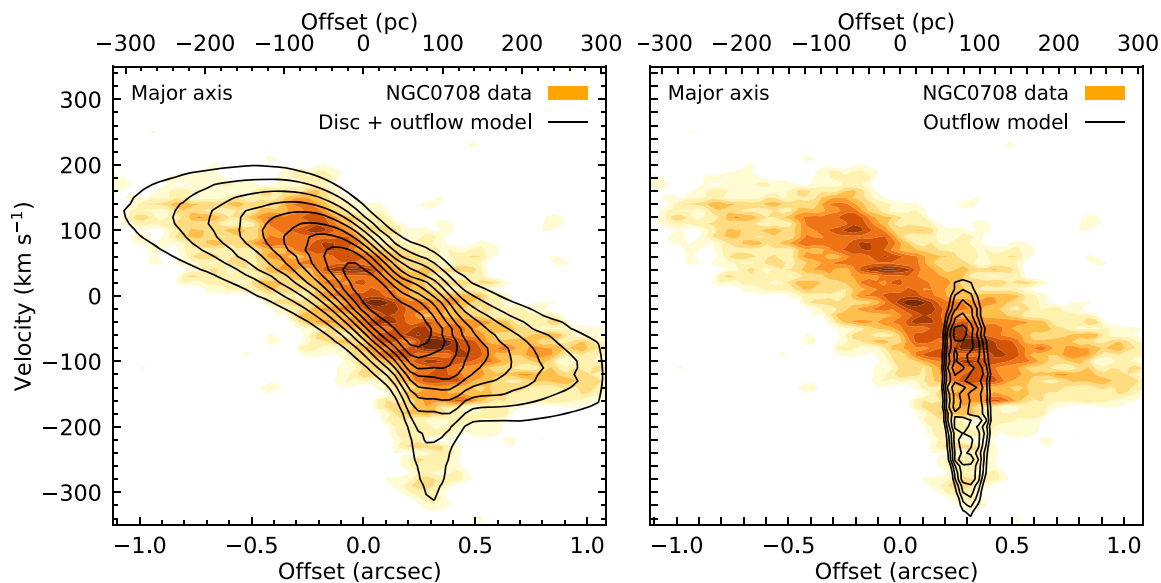 Offset (pc) Offset (pc)
−300 −200 −100 0 100 200 300 −300 −200 −100 0 100 200 300
Major axis NGC0708 data Major axis NGC0708 data
Disc + outflow model Outflow model
300
200
100
0
−100
−200
−300
Velocity (km s⁻¹)
−1.0 −0.5 0.0 0.5 1.0 −1.0 −0.5 0.0 0.5 1.0
Offset (arcsec) Offset (arcsec)